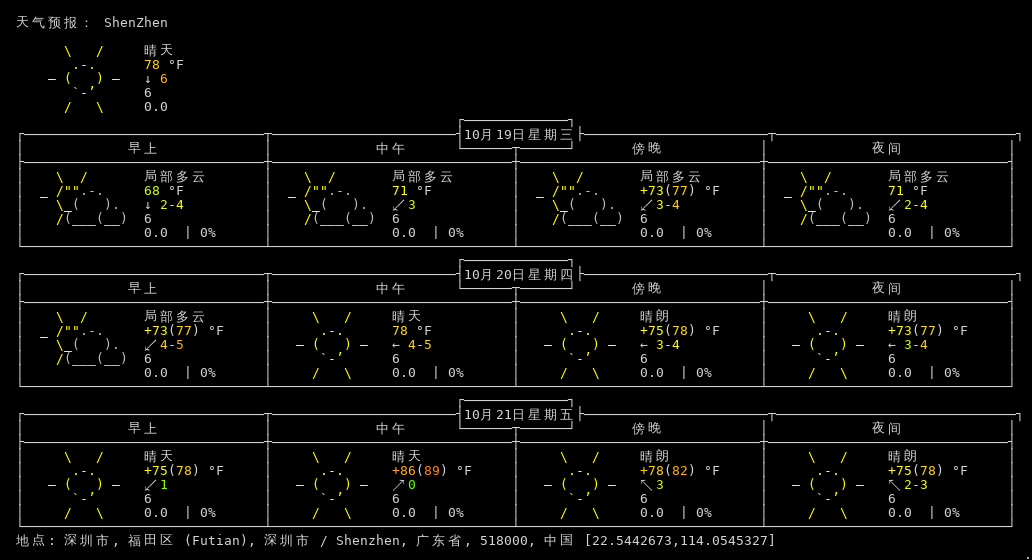 天气预报： ShenZhen
晴天
78 °F
↓ 6
6
0.0
10月19日星期三
早上 中午 傍晚 夜间
局部多云 局部多云 局部多云 局部多云
68 °F 71 °F +73(77) °F 71 °F
↓ 2-4 ↙ 3 ↙ 3-4 ↙ 2-4
6 6 6 6
0.0 | 0% 0.0 | 0% 0.0 | 0% 0.0 | 0%
10月20日星期四
早上 中午 傍晚 夜间
局部多云 晴天 晴朗 晴朗
+73(77) °F 78 °F +75(78) °F +73(77) °F
↙ 4-5 ← 4-5 ← 3-4 ← 3-4
6 6 6 6
0.0 | 0% 0.0 | 0% 0.0 | 0% 0.0 | 0%
10月21日星期五
早上 中午 傍晚 夜间
晴天 晴天 晴朗 晴朗
+75(78) °F +86(89) °F +78(82) °F +75(78) °F
↙ 1 ↗ 0 ↖ 3 ↖ 2-3
6 6 6 6
0.0 | 0% 0.0 | 0% 0.0 | 0% 0.0 | 0%
地点: 深圳市, 福田区 (Futian), 深圳市 / Shenzhen, 广东省, 518000, 中国 [22.5442673,114.0545327]